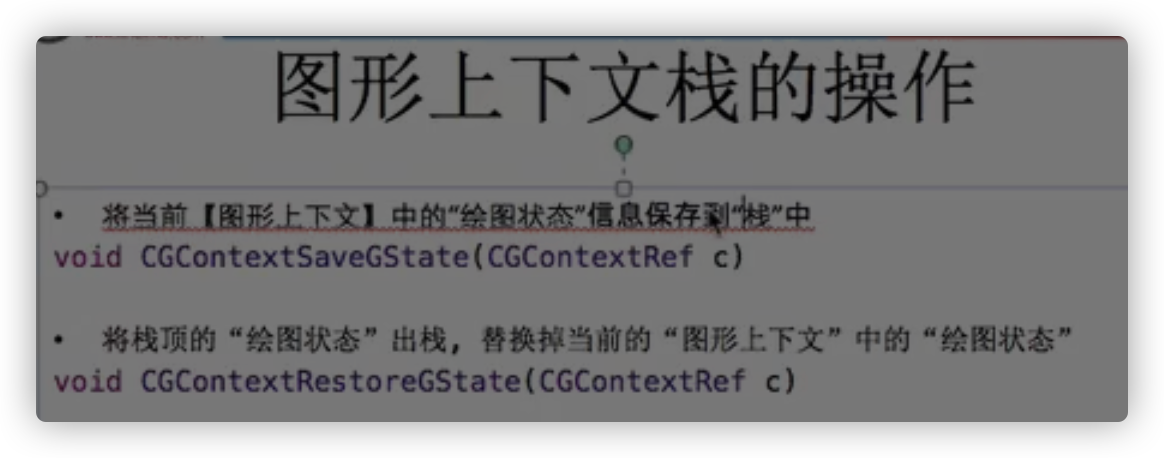 图形上下文栈的操作
• 将当前【图形上下文】中的“绘图状态”信息保存到“栈”中
void CGContextSaveGState(CGContextRef c)
• 将栈顶的“绘图状态”出栈, 替换掉当前的“图形上下文”中的“绘图状态”
void CGContextRestoreGState(CGContextRef c)